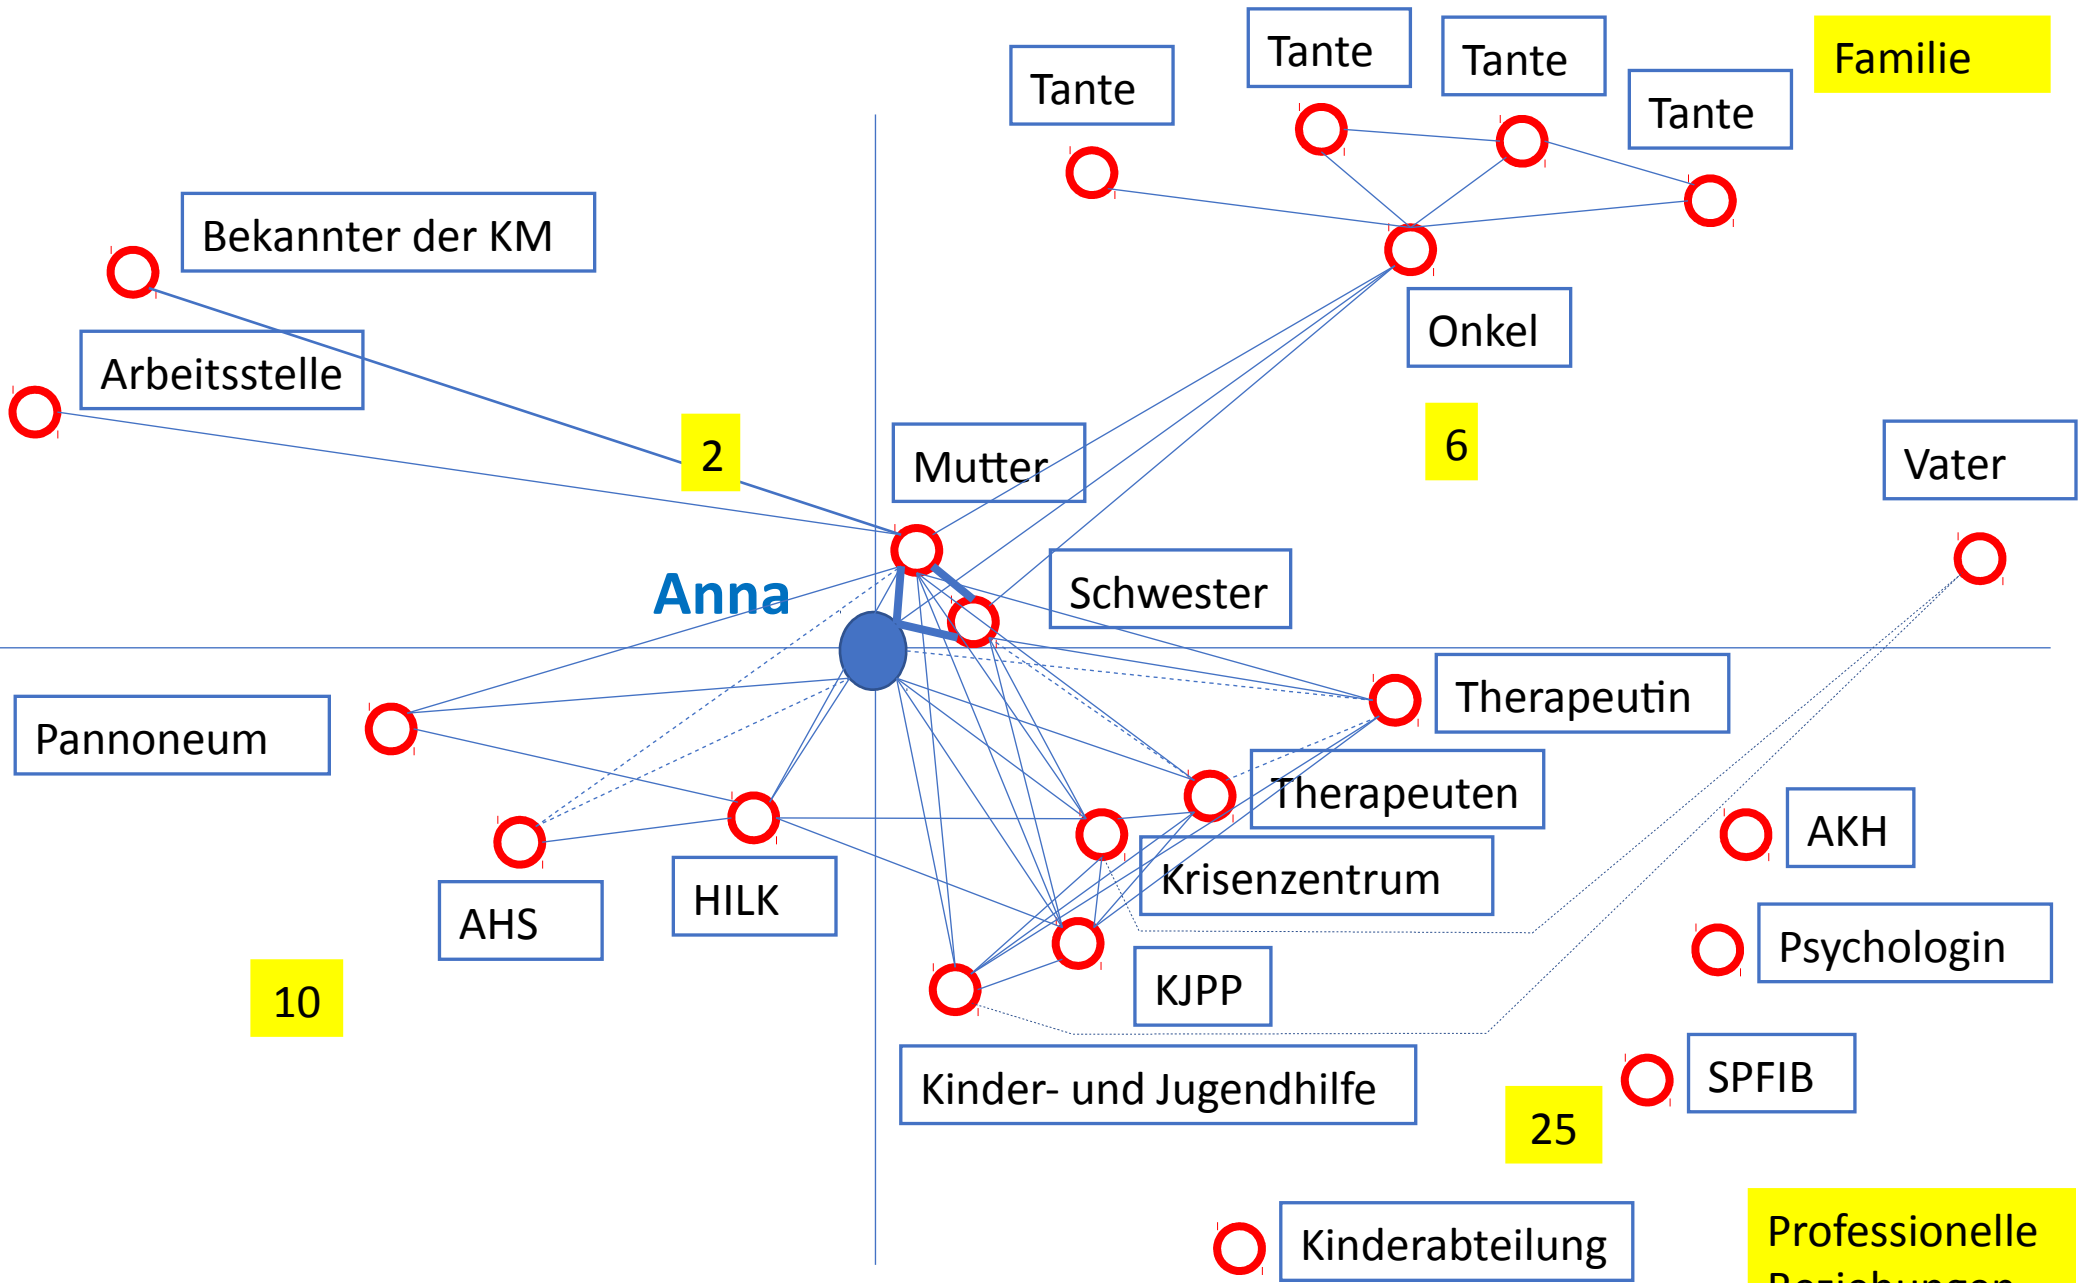 Tante
Tante
Tante
Tante
Familie
Bekannter der KM
Arbeitsstelle
Onkel
2
6
Mutter
Vater
Anna
Schwester
Pannoneum
Therapeutin
Therapeuten
AKH
Krisenzentrum
HILK
AHS
Psychologin
10
KJPP
Kinder- und Jugendhilfe
SPFIB
25
Kinderabteilung
Professionelle
Beziehungen